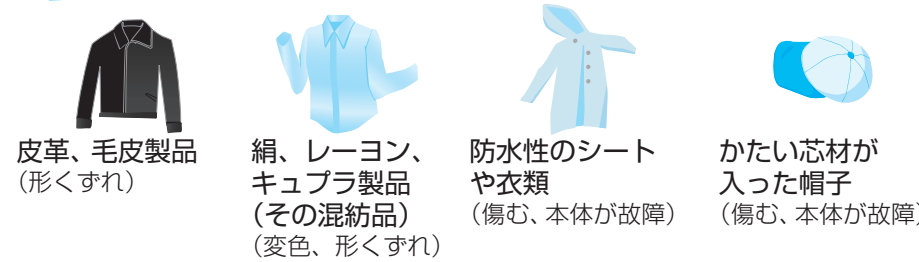 皮革、毛皮製品
（形くずれ）
絹、レーヨン、
キュプラ製品
（その混紡品）
（変色、形くずれ）
防水性のシート
や衣類
（傷む、本体が故障）
かたい芯材が
入った帽子
（傷む、本体が故障）